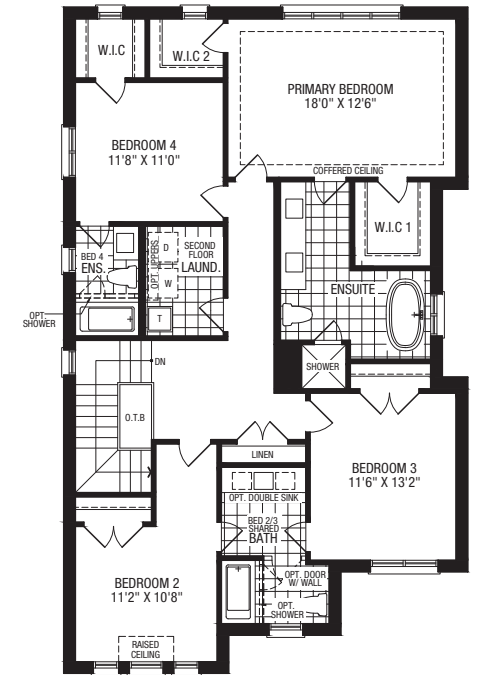 W.I.C
W.I.C 2
PRIMARY BEDROOM
18'0" X 12'6"
COFFERED CEILING
BEDROOM 4
11'8" X 11'0"
W.I.C 1
BED 4
ENS.
OPT. UPPERS
D
W
T
SECOND
FLOOR
LAUND.
ENSUITE
OPT.
SHOWER
SHOWER
DN
O.T.B
LINEN
BEDROOM 3
11'6" X 13'2"
OPT. DOUBLE SINK
BED 2/3
SHARED
BATH
OPT. DOOR
W/ WALL
OPT.
SHOWER
BEDROOM 2
11'2" X 10'8"
RAISED
CEILING